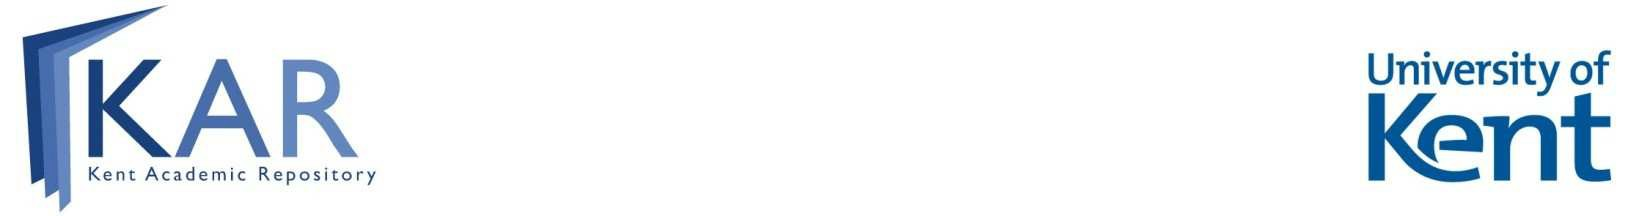 KAR
Kent Academic Repository
University of
Kent